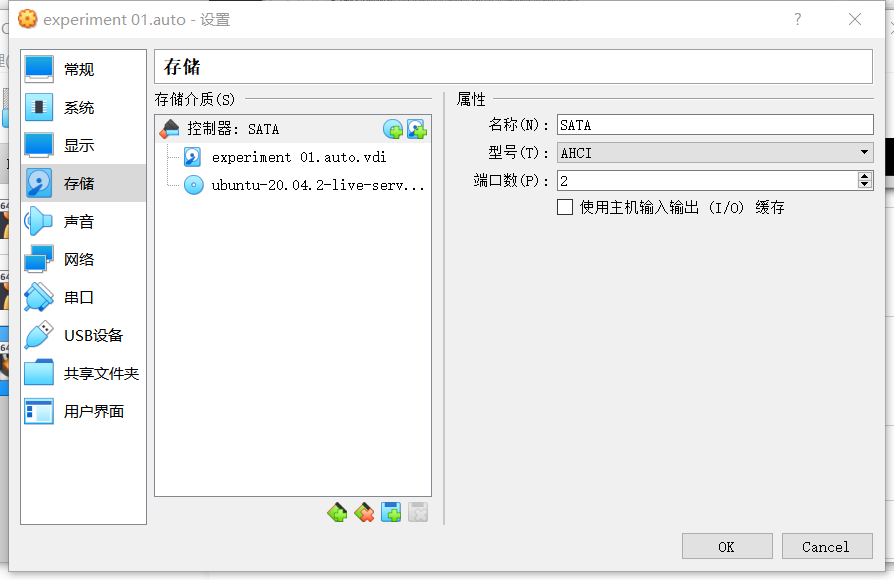 experiment 01.auto - 设置
?
常规
系统
显示
存储
声音
网络
串口
USB设备
共享文件夹
用户界面
存储
存储介质(S)
控制器: SATA
experiment 01.auto.vdi
ubuntu-20.04.2-live-serv...
属性
名称(N): SATA
型号(T): AHCI
端口数(P): 2
使用主机输入输出 (I/O) 缓存
OK
Cancel